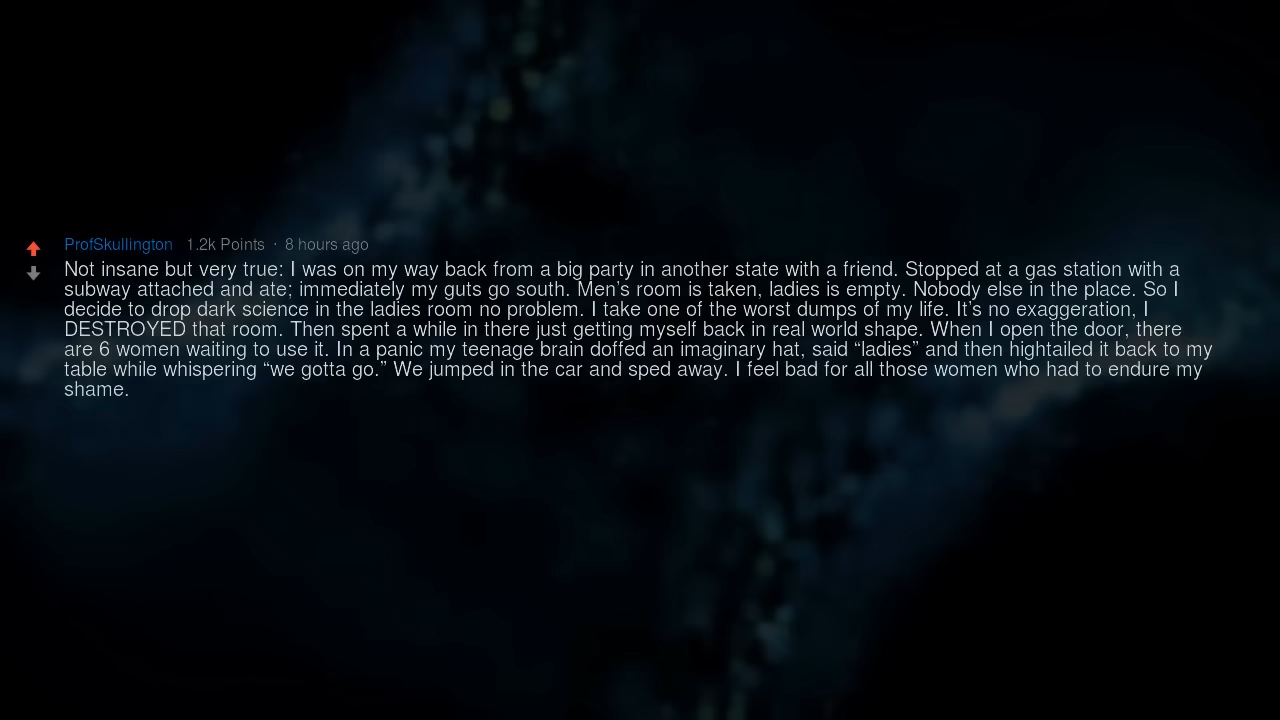 ProfSkullington 1.2k Points · 8 hours ago
Not insane but very true: I was on my way back from a big party in another state with a friend. Stopped at a gas station with a
subway attached and ate; immediately my guts go south. Men’s room is taken, ladies is empty. Nobody else in the place. So I
decide to drop dark science in the ladies room no problem. I take one of the worst dumps of my life. It’s no exaggeration, I
DESTROYED that room. Then spent a while in there just getting myself back in real world shape. When I open the door, there
are 6 women waiting to use it. In a panic my teenage brain doffed an imaginary hat, said “ladies” and then hightailed it back to my
table while whispering “we gotta go.” We jumped in the car and sped away. I feel bad for all those women who had to endure my
shame.